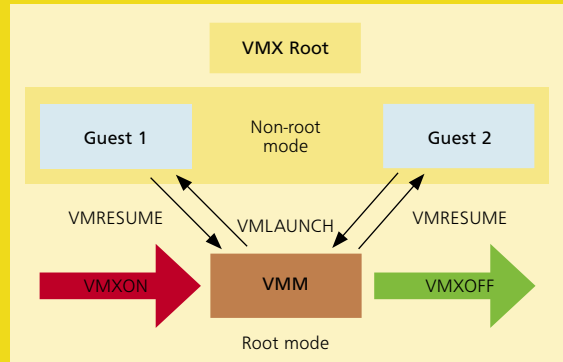 VMX Root
Guest 1
Non-root
mode
Guest 2
VMRESUME
VMLAUNCH
VMRESUME
VMXON
VMM
VMXOFF
Root mode